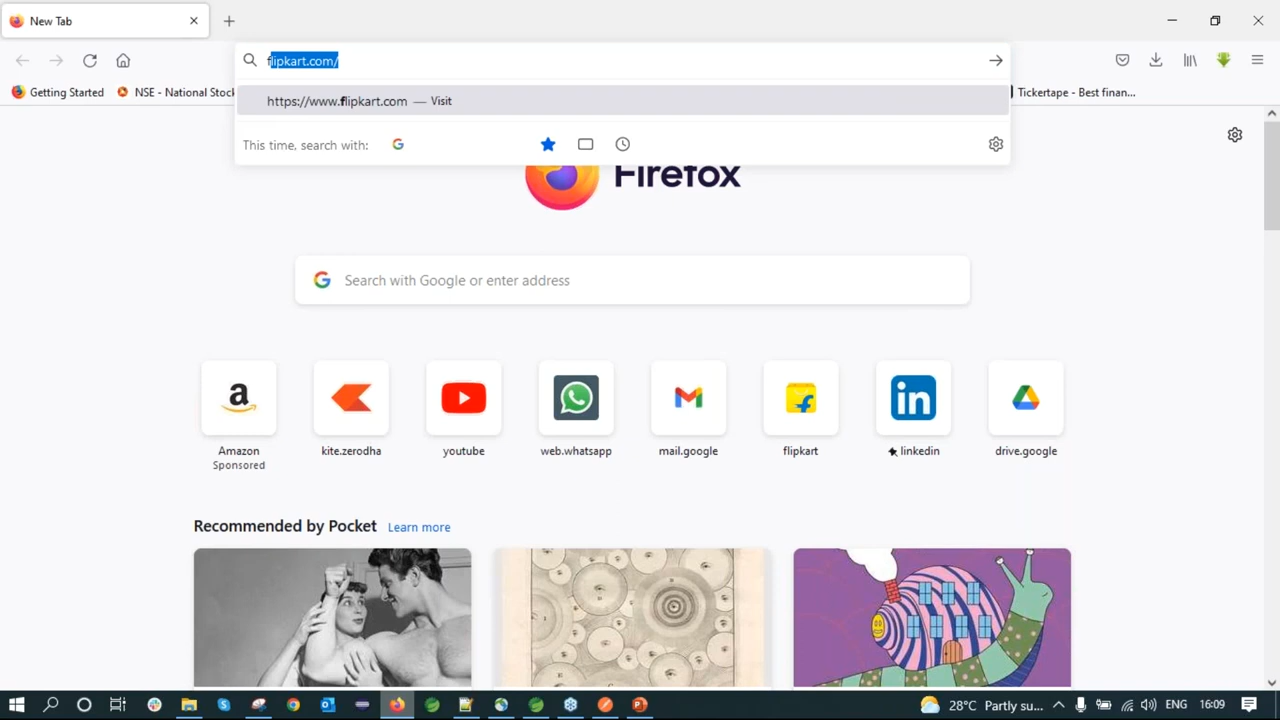 New Tab
flipkart.com/
Getting Started
NSE - National Stock
Tickertape - Best finan...
https://www.flipkart.com — Visit
This time, search with:
Firefox
Search with Google or enter address
Amazon
Sponsored
kite.zerodha
youtube
web.whatsapp
mail.google
flipkart
linkedin
drive.google
Recommended by Pocket Learn more
28°C Partly su...
ENG
16:09